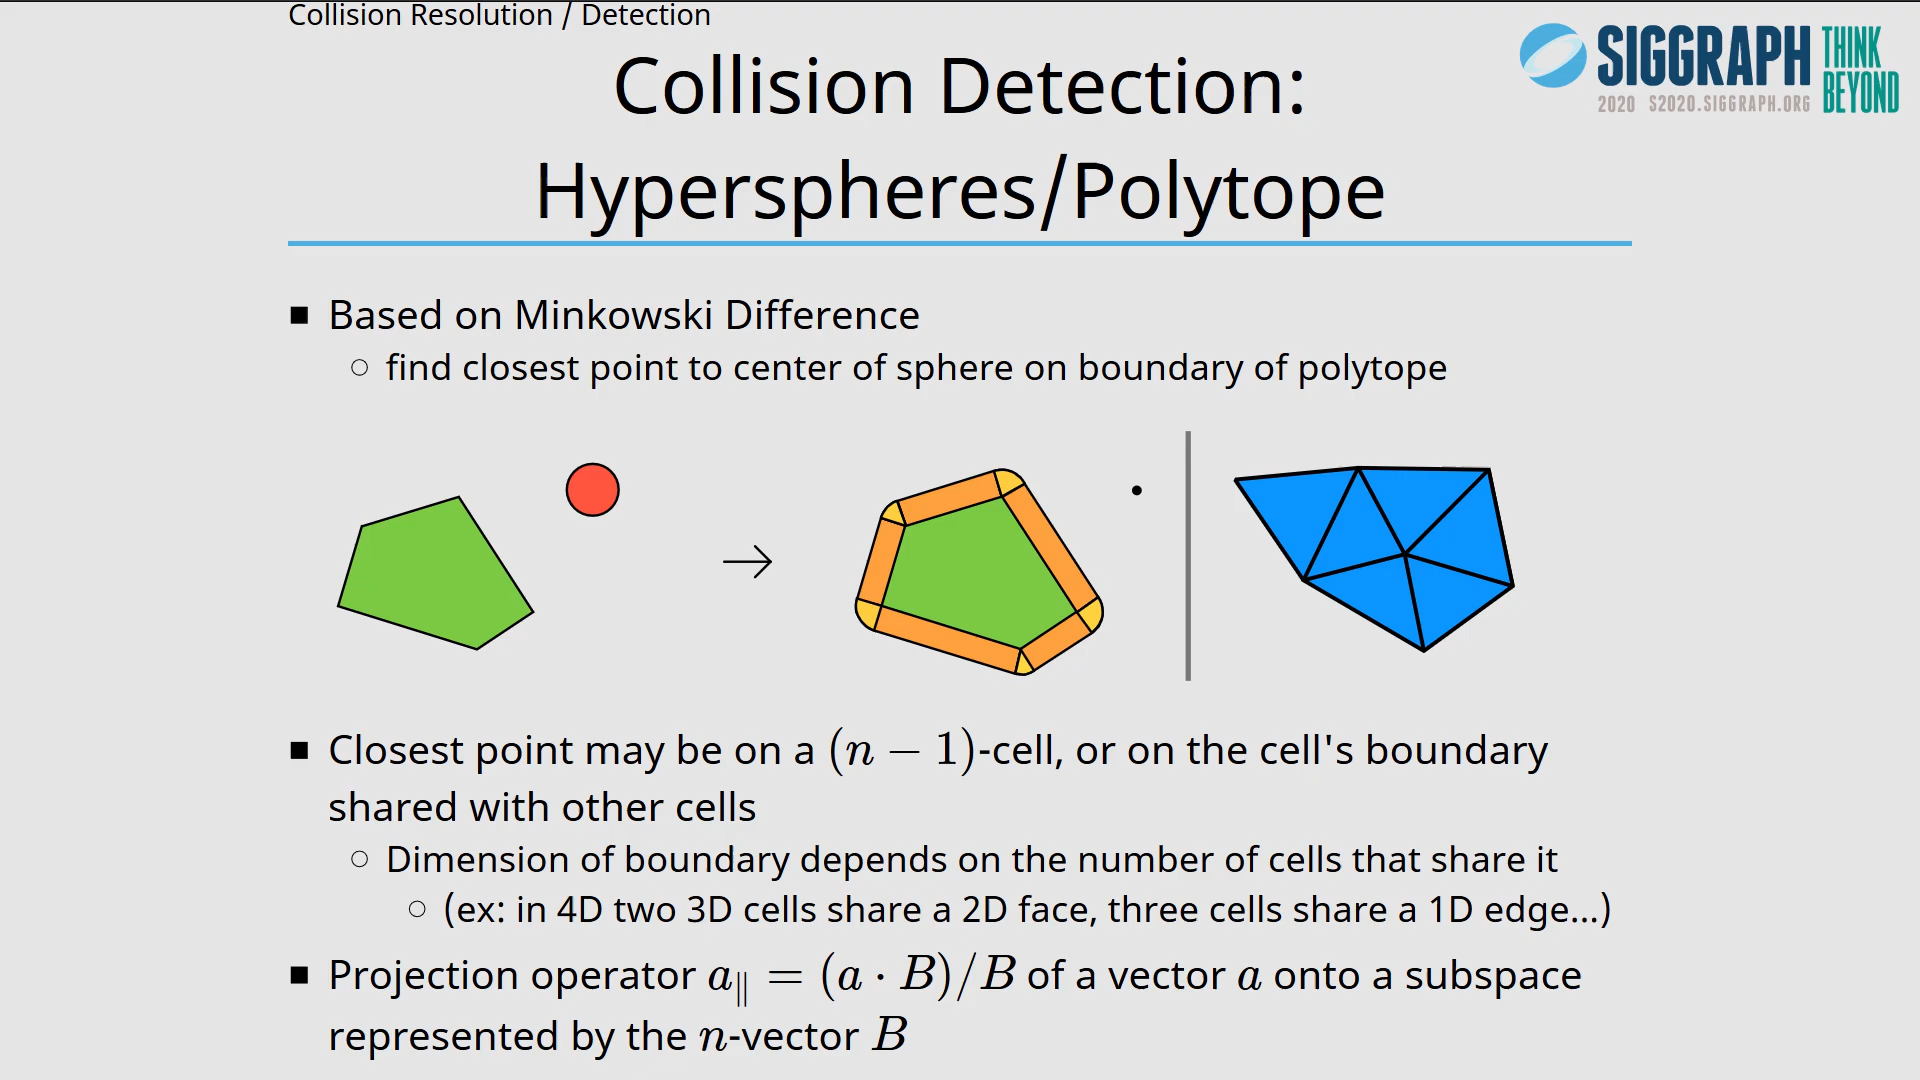 Collision Resolution / Detection
SIGGRAPH
THINK
BEYOND
2020 S2020.SIGGRAPH.ORG
Collision Detection:
Hyperspheres/Polytope
■ Based on Minkowski Difference
○ find closest point to center of sphere on boundary of polytope
→
■ Closest point may be on a (n − 1)-cell, or on the cell's boundary
shared with other cells
○ Dimension of boundary depends on the number of cells that share it
○ (ex: in 4D two 3D cells share a 2D face, three cells share a 1D edge...)
■ Projection operator a∥ = (a · B)/B of a vector a onto a subspace
represented by the n-vector B